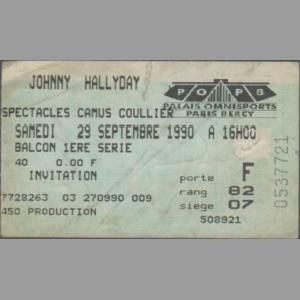 JOHNNY HALLYDAY
POPB
PALAIS OMNISPORTS
PARIS BERCY
SPECTACLES CAMUS COULLIER
SAMEDI 29 SEPTEMBRE 1990 A 16H00
BALCON 1ERE SERIE
40 0.00 F
INVITATION
porte F
rang 82
siege 07
7728263 03 270990 009
450 PRODUCTION
508921
0537721